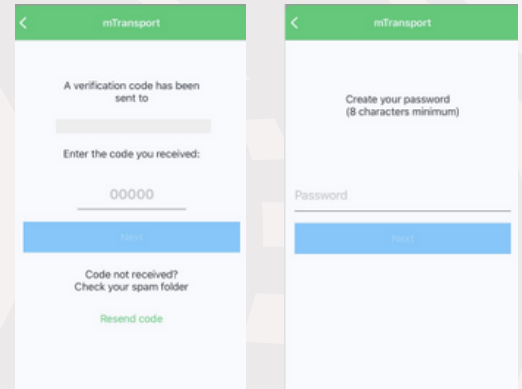 mTransport
A verification code has been
sent to
Enter the code you received:
00000
Next
Code not received?
Check your spam folder
Resend code
mTransport
Create your password
(8 characters minimum)
Password
Next